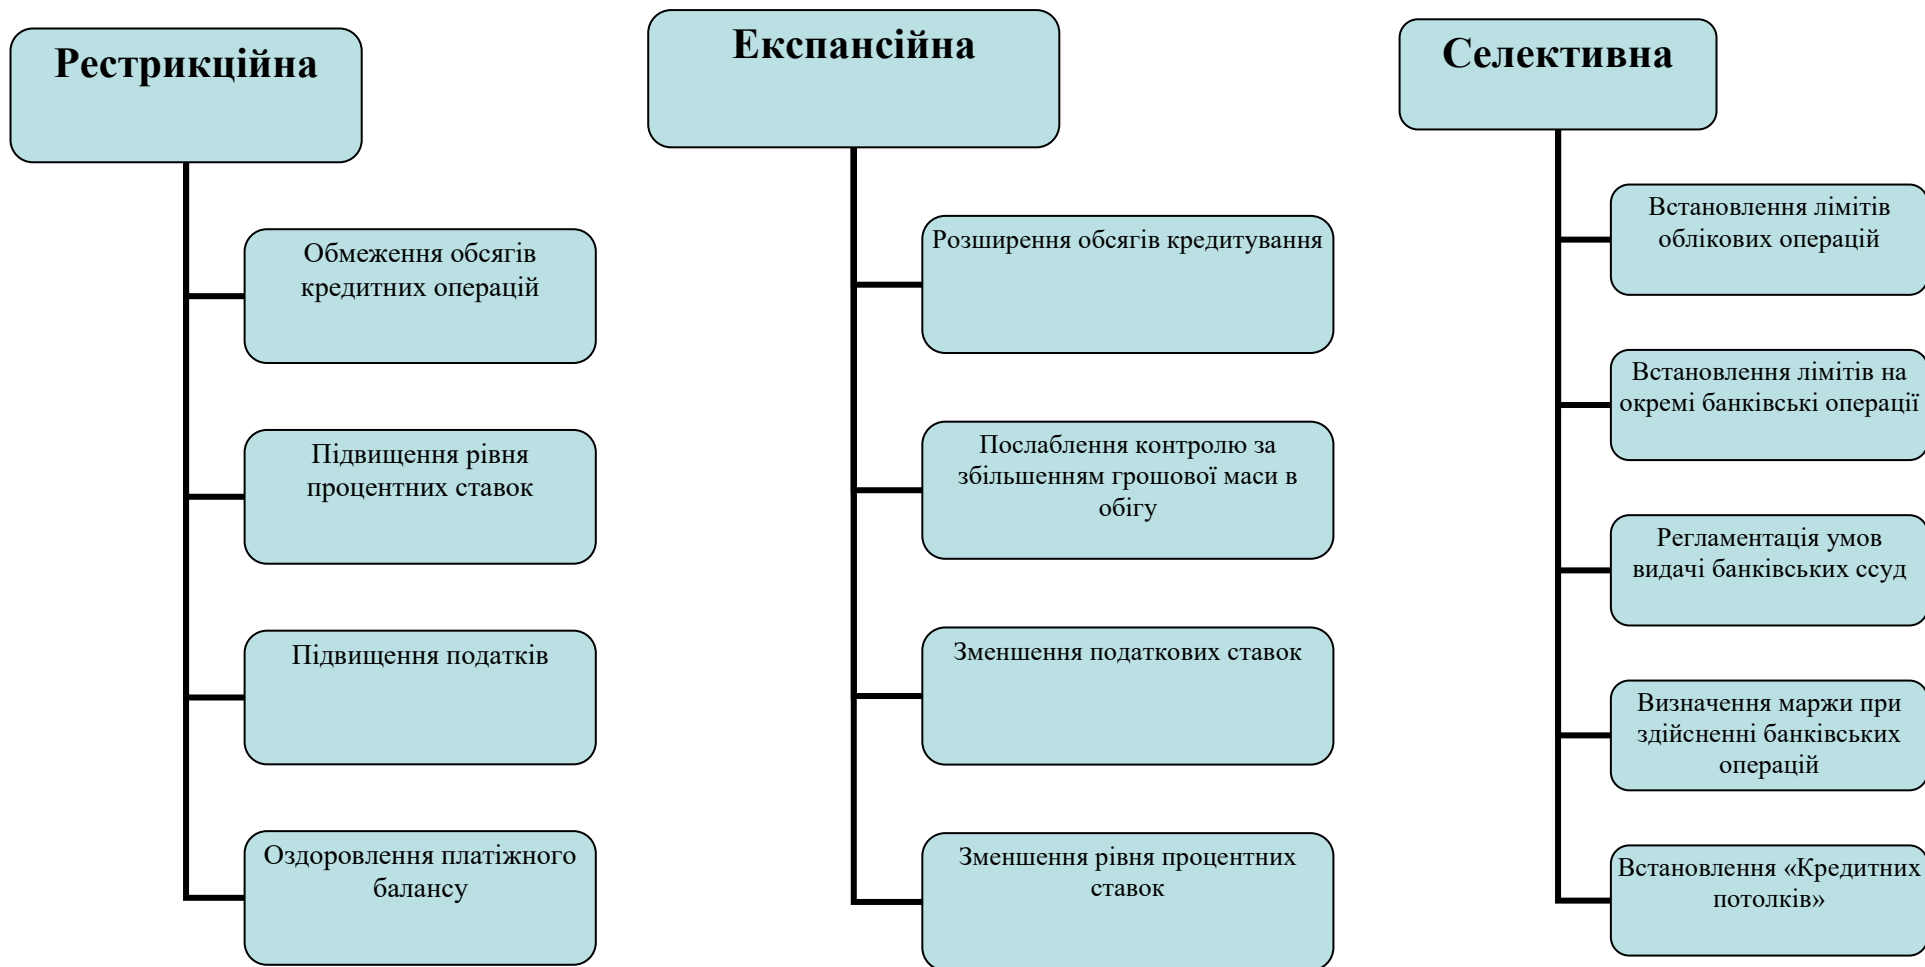 Рестрикційна
Обмеження обсягів
кредитних операцій
Підвищення рівня
процентних ставок
Підвищення податків
Оздоровлення платіжного
балансу
Експансійна
Розширення обсягів кредитування
Послаблення контролю за
збільшенням грошової маси в
обігу
Зменшення податкових ставок
Зменшення рівня процентних
ставок
Селективна
Встановлення лімітів
облікових операцій
Встановлення лімітів на
окремі банківські операції
Регламентація умов
видачі банківських ссуд
Визначення маржи при
здійсненні банківських
операцій
Встановлення «Кредитних
потолків»